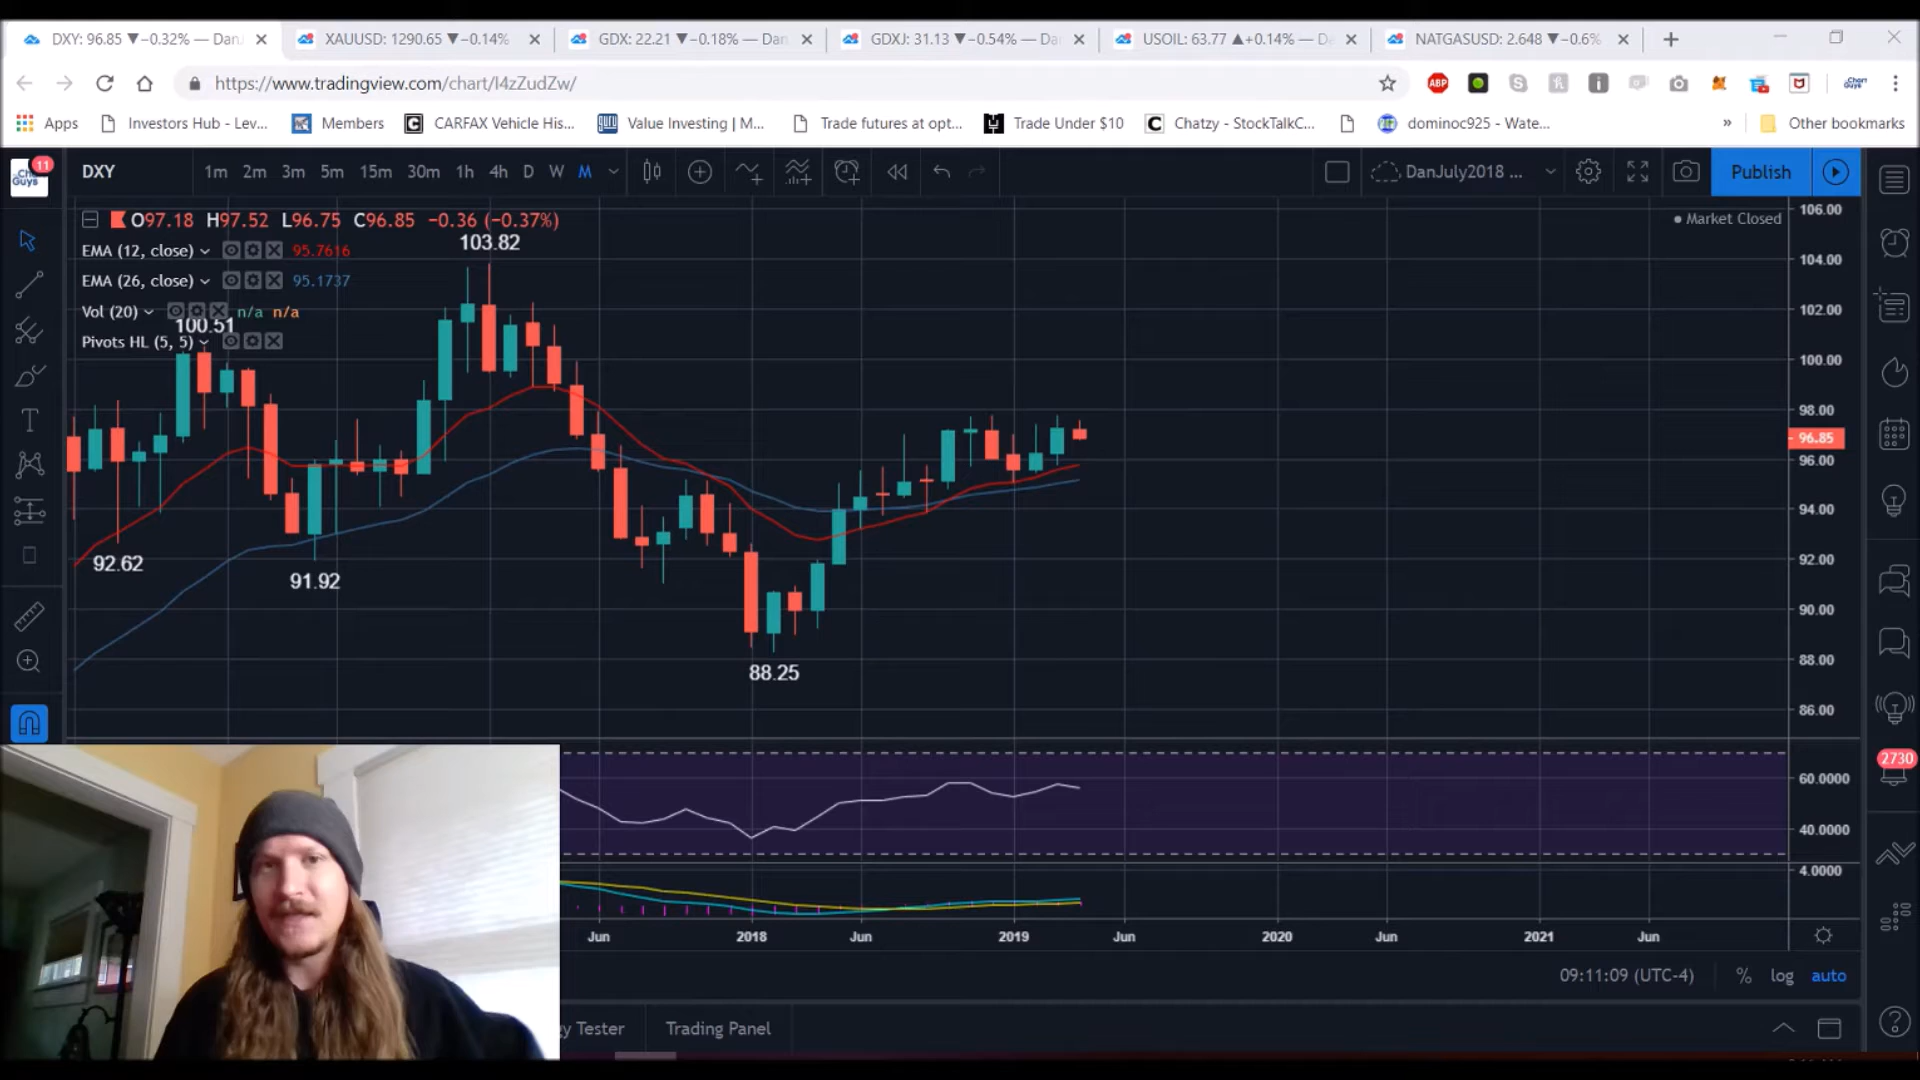 DXY: 96.85 ▼−0.32% — Dan
XAUUSD: 1290.65 ▼−0.14%
GDX: 22.21 ▼−0.18% — Dan
GDXJ: 31.13 ▼−0.54% — Da
USOIL: 63.77 ▲+0.14% — D
NATGASUSD: 2.648 ▼−0.6%
https://www.tradingview.com/chart/I4zZudZw/
ABP
Apps
Investors Hub - Lev...
Members
CARFAX Vehicle His...
Value Investing | M...
Trade futures at opt...
Trade Under $10
Chatzy - StockTalkC...
dominoc925 - Wate...
»
Other bookmarks
11
Guys
DXY
1m 2m 3m 5m 15m 30m 1h 4h D W M
DanJuly2018 ...
Publish
O97.18 H97.52 L96.75 C96.85 −0.36 (−0.37%)
Market Closed
EMA (12, close) 95.7616
EMA (26, close) 95.1737
Vol (20) n/a n/a
Pivots HL (5, 5)
103.82
100.51
92.62
91.92
88.25
106.00
104.00
102.00
100.00
98.00
96.85
96.00
94.00
92.00
90.00
88.00
86.00
2730
60.0000
40.0000
4.0000
Jun 2018 Jun 2019 Jun 2020 Jun 2021 Jun
09:11:09 (UTC-4) % log auto
gy Tester Trading Panel